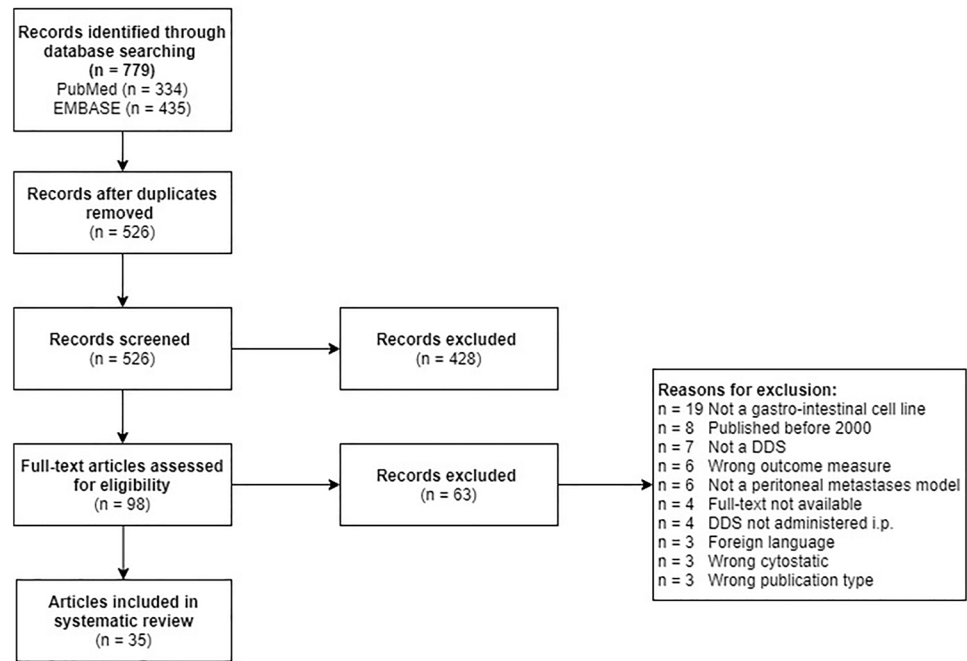 Records identified through
database searching
(n = 779)
PubMed (n = 334)
EMBASE (n = 435)
Records after duplicates
removed
(n = 526)
Records screened
(n = 526)
Records excluded
(n = 428)
Full-text articles assessed
for eligibility
(n = 98)
Records excluded
(n = 63)
Reasons for exclusion:
n = 19 Not a gastro-intestinal cell line
n = 8 Published before 2000
n = 7 Not a DDS
n = 6 Wrong outcome measure
n = 6 Not a peritoneal metastases model
n = 4 Full-text not available
n = 4 DDS not administered i.p.
n = 3 Foreign language
n = 3 Wrong cytostatic
n = 3 Wrong publication type
Articles included in
systematic review
(n = 35)